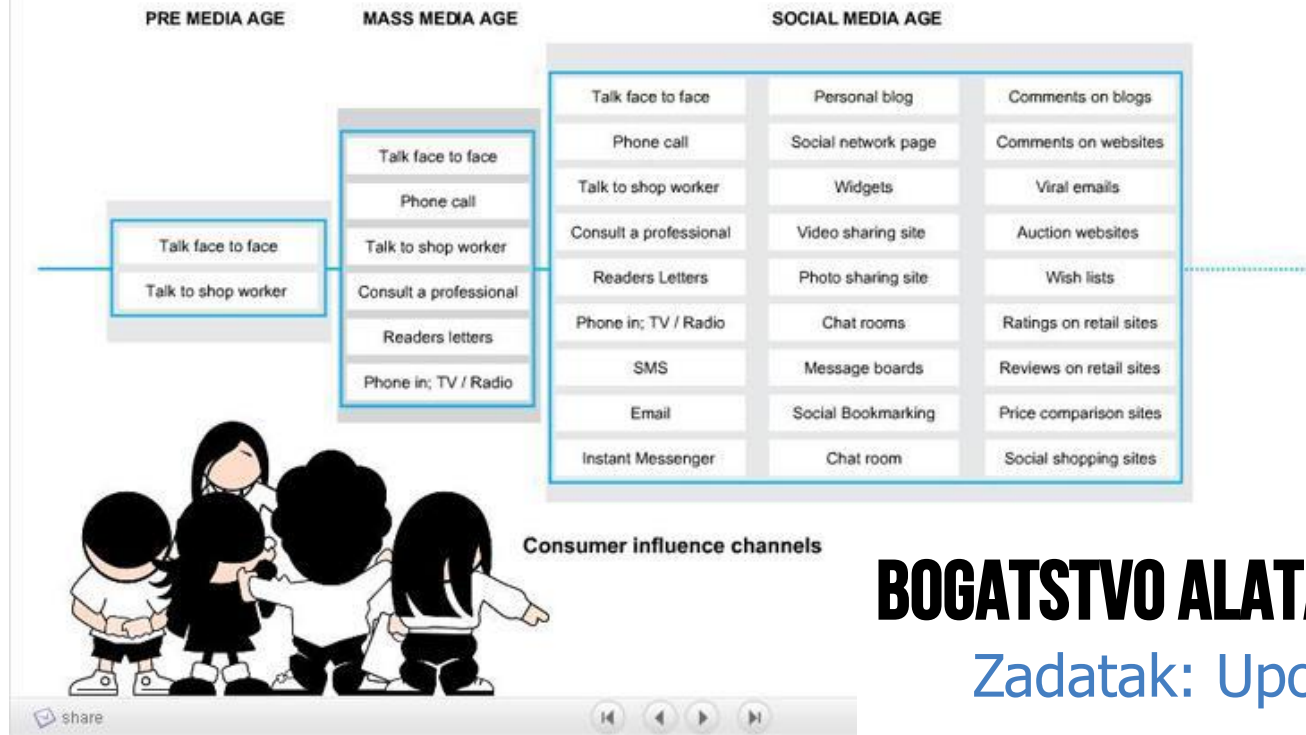 PRE MEDIA AGE
MASS MEDIA AGE
SOCIAL MEDIA AGE
Talk face to face
Talk to shop worker
Talk face to face
Phone call
Talk to shop worker
Consult a professional
Readers letters
Phone in; TV / Radio
Talk face to face
Phone call
Talk to shop worker
Consult a professional
Readers Letters
Phone in; TV / Radio
SMS
Email
Instant Messenger
Personal blog
Social network page
Widgets
Video sharing site
Photo sharing site
Chat rooms
Message boards
Social Bookmarking
Chat room
Comments on blogs
Comments on websites
Viral emails
Auction websites
Wish lists
Ratings on retail sites
Reviews on retail sites
Price comparison sites
Social shopping sites
Consumer influence channels
BOGATSTVO
Zadatak:
share